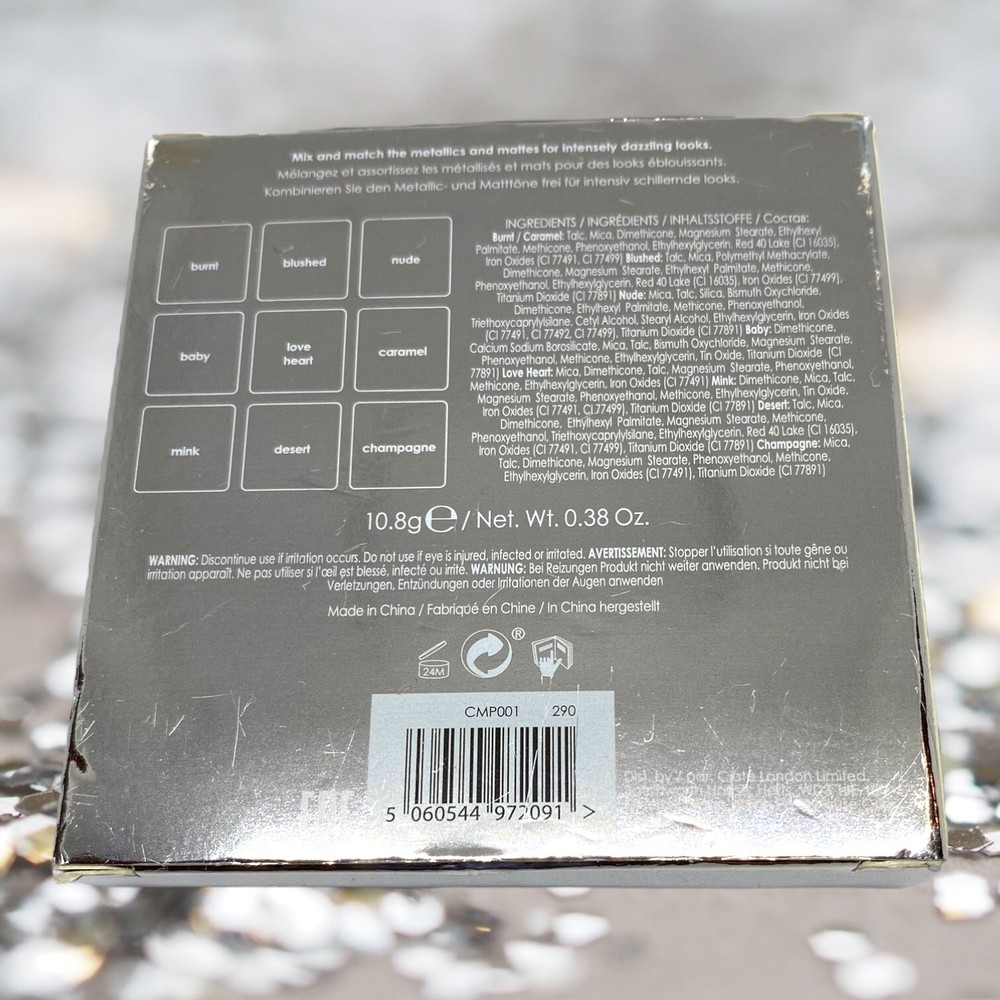 Mix and match the metallics and mattes for intensely dazzling looks.
Mélangez et assortissez les métallisés et mats pour des looks éblouissants.
Kombinieren Sie den Metallic- und Matttöne frei für intensiv schillernde looks.
burnt
blushed
nude
baby
love
heart
caramel
mink
desert
champagne
INGREDIENTS / INGRÉDIENTS / INHALTSSTOFFE / Состав:
Burnt / Caramel: Talc, Mica, Dimethicone, Magnesium Stearate, Ethylhexyl
Palmitate, Methicone, Phenoxyethanol, Ethylhexylglycerin, Red 40 Lake (CI 16035),
Iron Oxides (CI 77491, CI 77499) Blushed: Talc, Mica, Polymethyl Methacrylate,
Dimethicone, Magnesium Stearate, Ethylhexyl Palmitate, Methicone,
Phenoxyethanol, Ethylhexylglycerin, Red 40 Lake (CI 16035), Iron Oxides (CI 77499),
Titanium Dioxide (CI 77891) Nude: Mica, Talc, Silica, Bismuth Oxychloride,
Dimethicone, Ethylhexyl Palmitate, Methicone, Phenoxyethanol,
Triethoxycaprylylsilane, Cetyl Alcohol, Stearyl Alcohol, Ethylhexylglycerin, Iron Oxides
(CI 77491, CI 77492, CI 77499), Titanium Dioxide (CI 77891) Baby: Dimethicone,
Calcium Sodium Borosilicate, Mica, Talc, Bismuth Oxychloride, Magnesium Stearate,
Phenoxyethanol, Methicone, Ethylhexylglycerin, Tin Oxide, Titanium Dioxide (CI
77891) Love Heart: Mica, Dimethicone, Talc, Magnesium Stearate, Phenoxyethanol,
Methicone, Ethylhexylglycerin, Iron Oxides (CI 77491) Mink: Dimethicone, Mica, Talc,
Magnesium Stearate, Phenoxyethanol, Methicone, Ethylhexylglycerin, Tin Oxide,
Iron Oxides (CI 77491, CI 77499), Titanium Dioxide (CI 77891) Desert: Talc, Mica,
Dimethicone, Ethylhexyl Palmitate, Magnesium Stearate, Methicone,
Phenoxyethanol, Triethoxycaprylylsilane, Ethylhexylglycerin, Red 40 Lake (CI 16035),
Iron Oxides (CI 77491, CI 77499), Titanium Dioxide (CI 77891) Champagne: Mica,
Talc, Dimethicone, Magnesium Stearate, Phenoxyethanol, Methicone,
Ethylhexylglycerin, Iron Oxides (CI 77491), Titanium Dioxide (CI 77891)
10.8g ℮ / Net. Wt. 0.38 Oz.
WARNING: Discontinue use if irritation occurs. Do not use if eye is injured, infected or irritated. AVERTISSEMENT: Stopper l'utilisation si toute gêne ou
irritation apparaît. Ne pas utiliser si l'œil est blessé, infecté ou irrité. WARNUNG: Bei Reizungen Produkt nicht weiter anwenden. Produkt nicht bei
Verletzungen, Entzündungen oder Irritationen der Augen anwenden
Made in China / Fabriqué en Chine / In China hergestellt
24M
®
CMP001 290
5 060544 972091 >
Dist. by / par: Ciaté London Limited